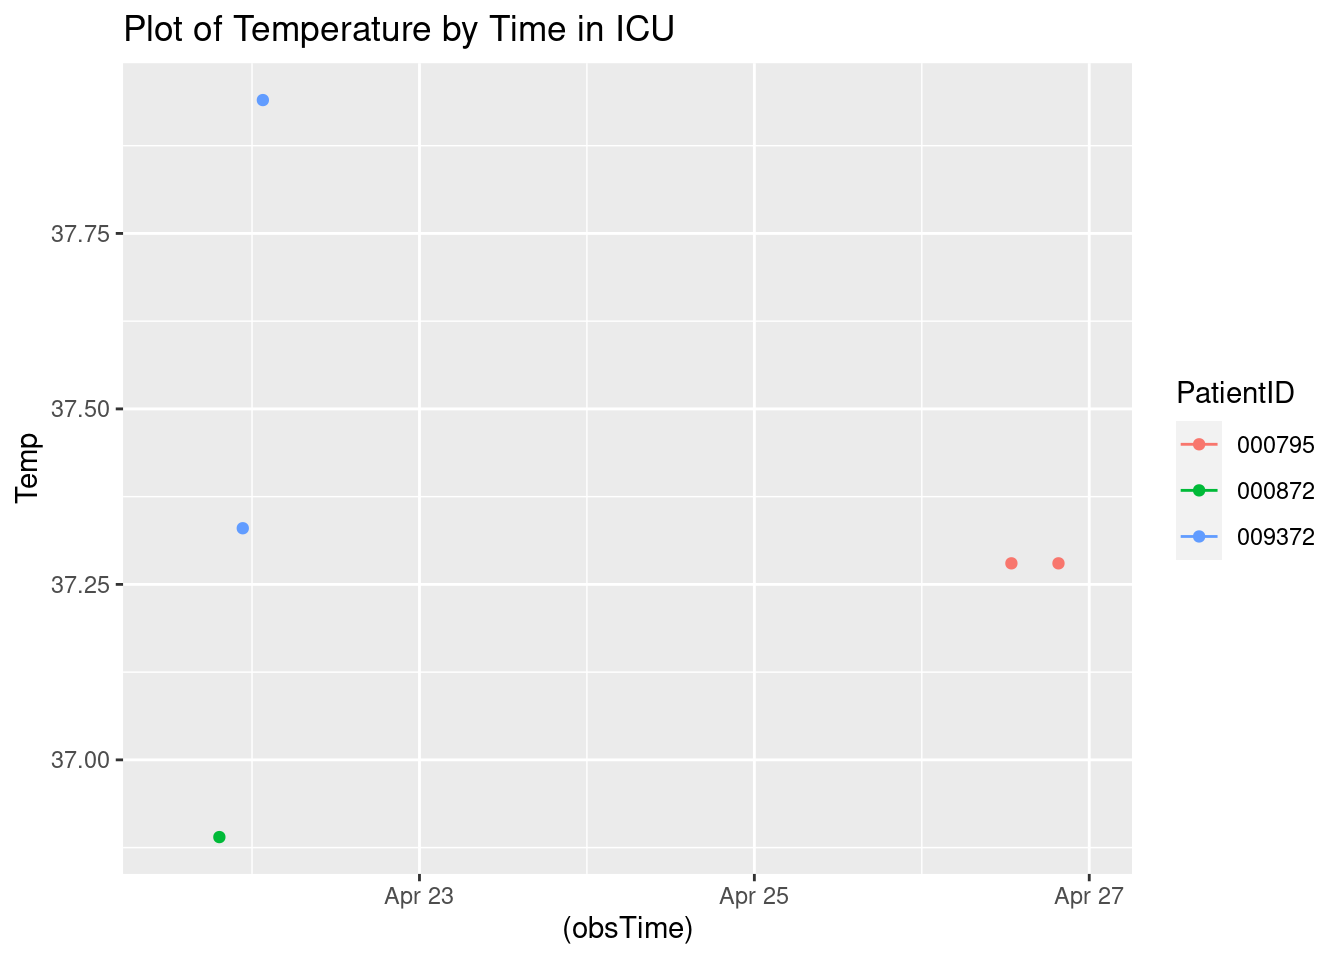 Plot of Temperature by Time in ICU
37.75
37.50
37.25
37.00
Temp
Apr 23
Apr 25
Apr 27
(obsTime)
PatientID
000795
000872
009372